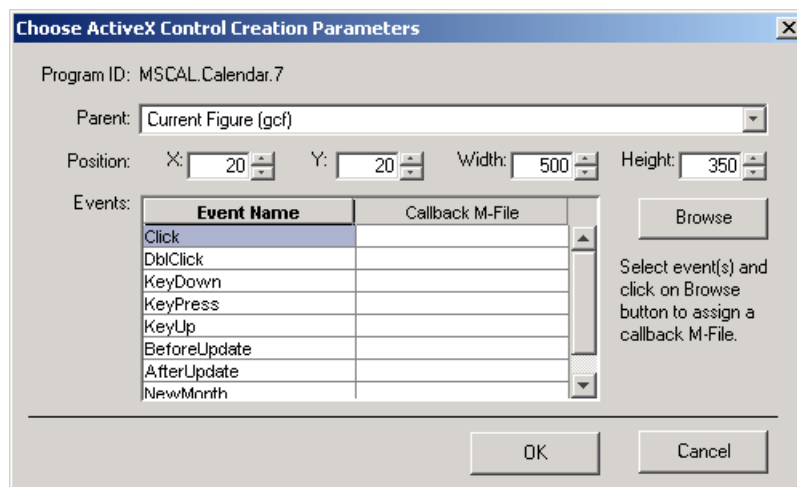 Choose ActiveX Control Creation Parameters
Program ID: MSCAL.Calendar.7
Parent: Current Figure (gcf)
Position: X: 20 Y: 20 Width: 500 Height: 350
Events:
Event Name Callback M-File
Click
DblClick
KeyDown
KeyPress
KeyUp
BeforeUpdate
AfterUpdate
NewMonth
Browse
Select event(s) and
click on Browse
button to assign a
callback M-File.
OK Cancel